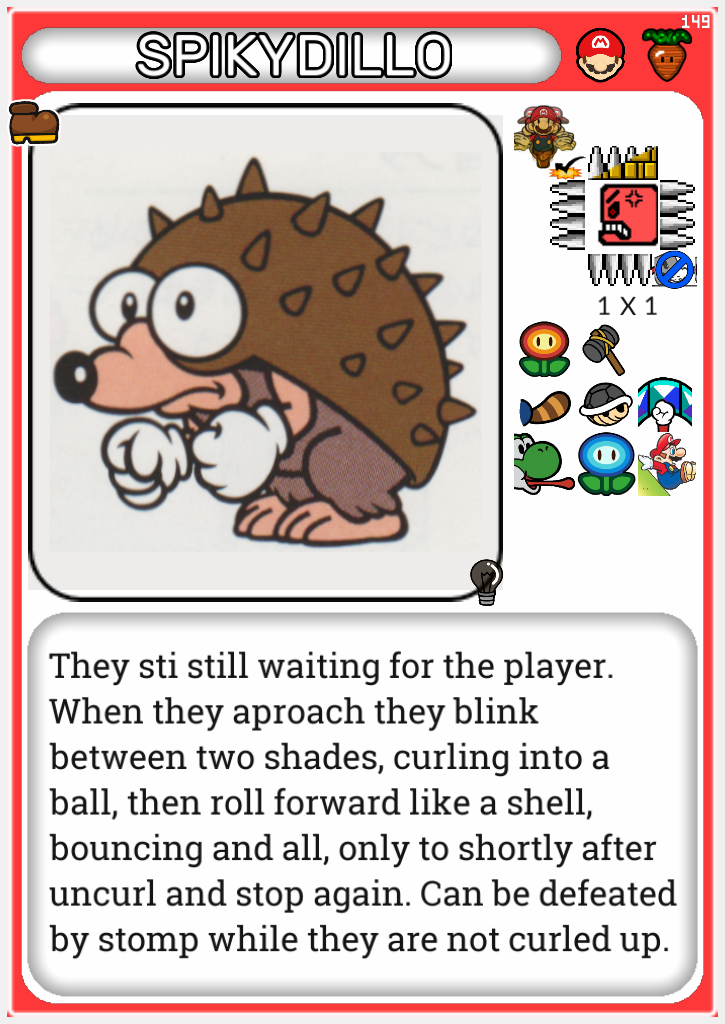 149
SPIKYDILLO
1 X 1
They sti still waiting for the player.
When they aproach they blink
between two shades, curling into a
ball, then roll forward like a shell,
bouncing and all, only to shortly after
uncurl and stop again. Can be defeated
by stomp while they are not curled up.